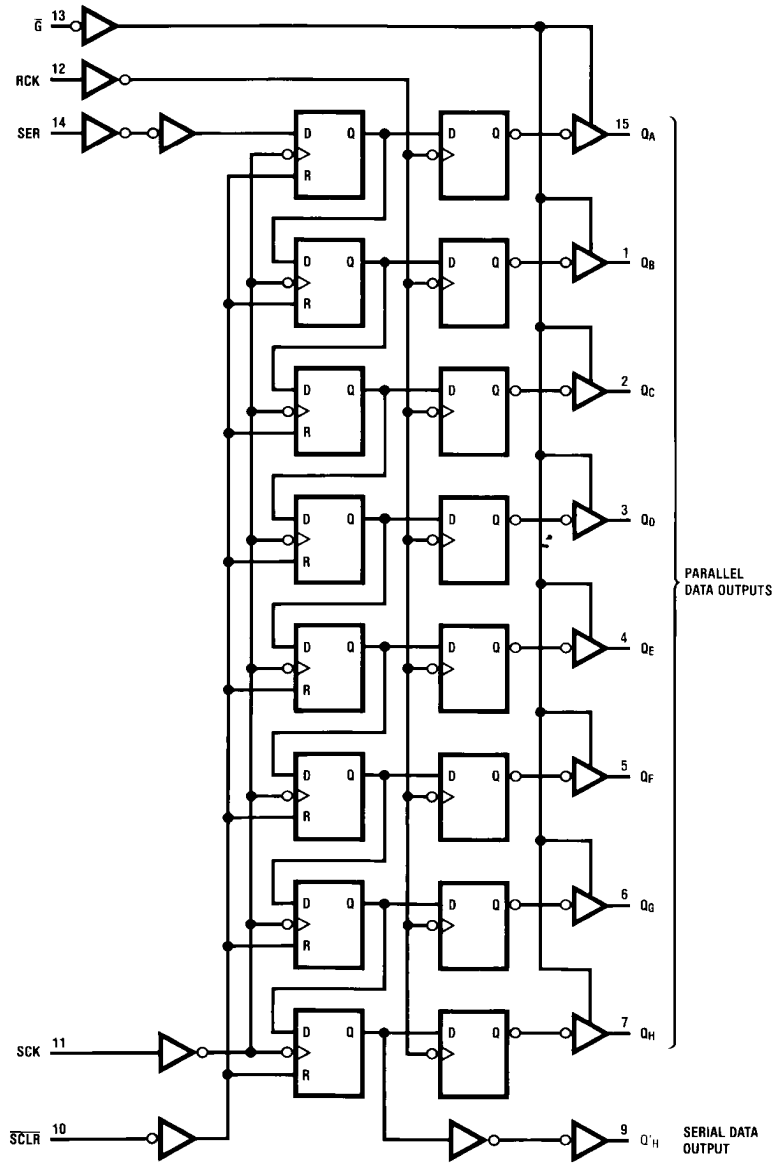 G 13
RCK 12
SER 14
D Q D Q 15 QA
R
D Q D Q 1 QB
R
D Q D Q 2 QC
R
D Q D Q 3 QD
R
D Q D Q 4 QE
R
D Q D Q 5 QF
R
D Q D Q 6 QG
R
D Q D Q 7 QH
R
PARALLEL
DATA OUTPUTS
SCK 11
SCLR 10
9 Q'H
SERIAL DATA
OUTPUT